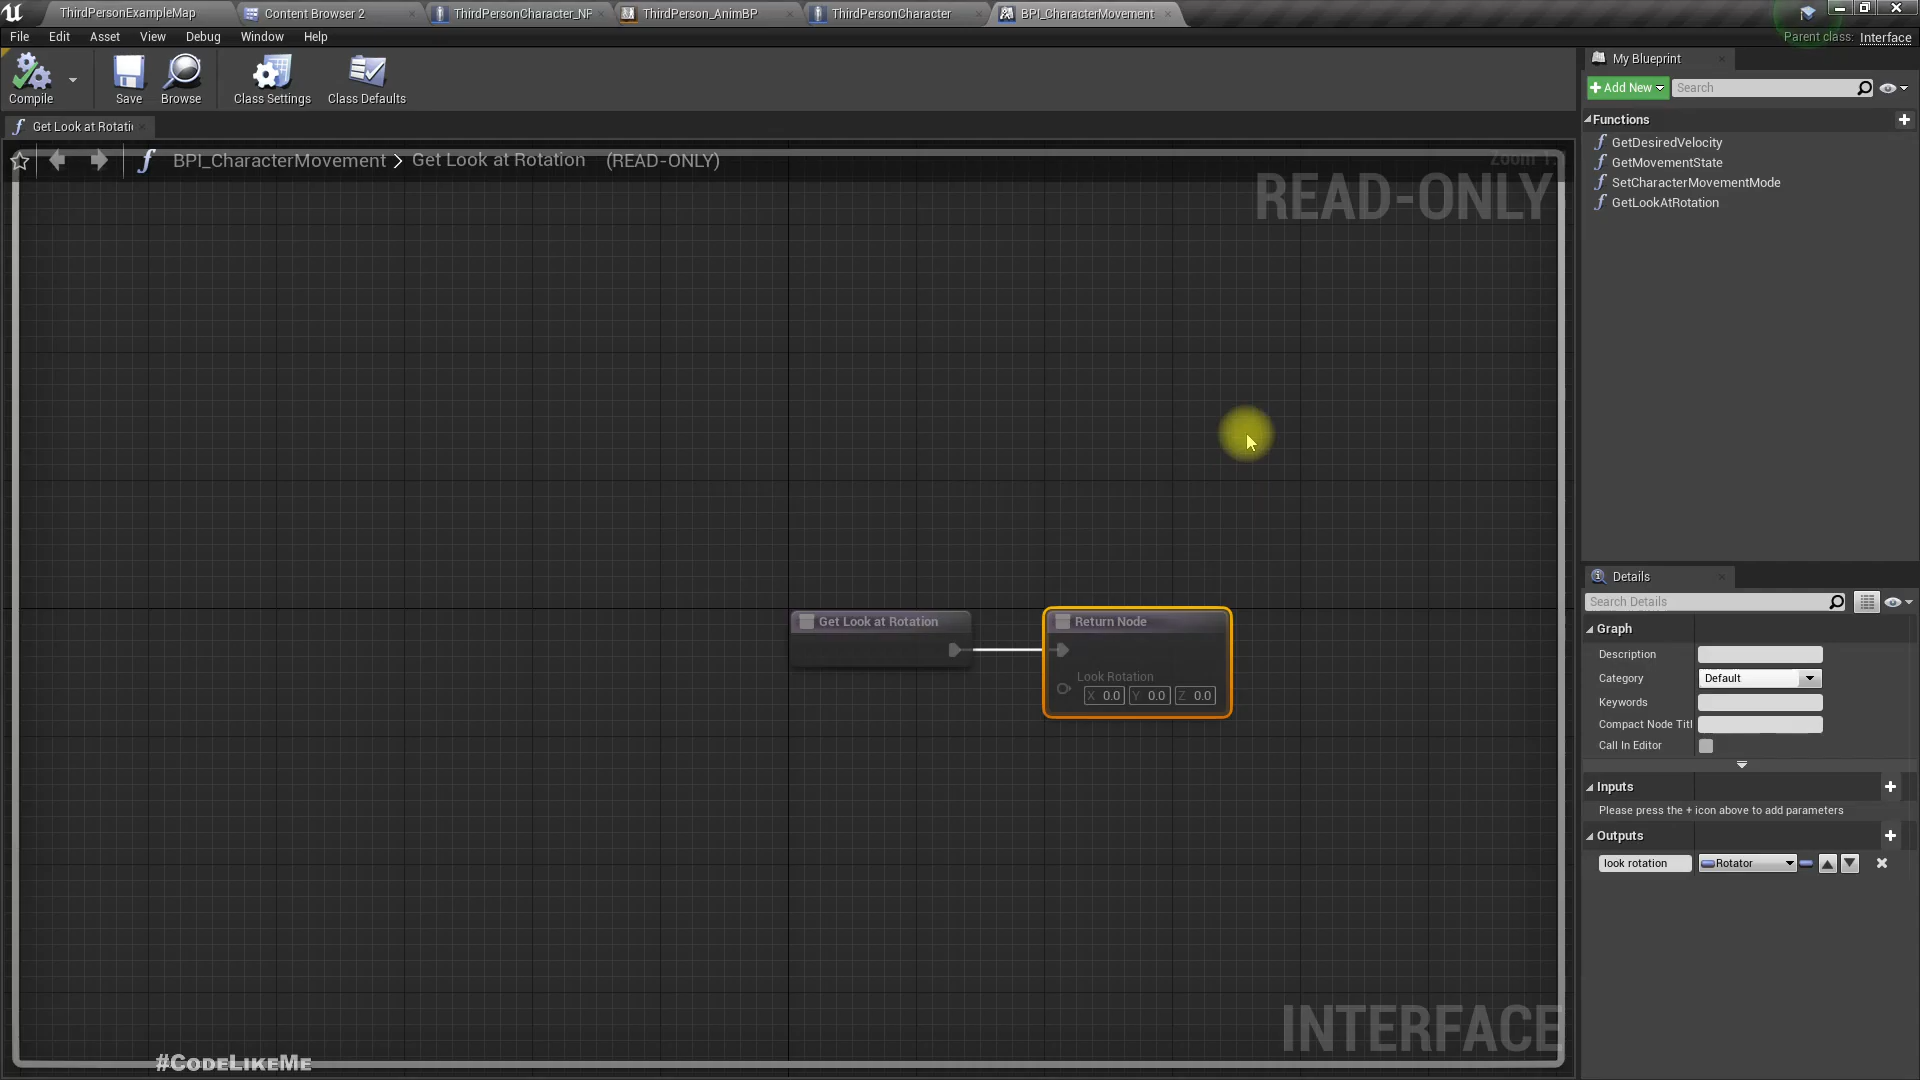 ThirdPersonExampleMap
Content Browser 2
ThirdPersonCharacter_NP
ThirdPerson_AnimBP
ThirdPersonCharacter
BPI_CharacterMovement
File Edit Asset View Debug Window Help
Parent class: Interface
Compile
Save
Browse
Class Settings
Class Defaults
My Blueprint
+ Add New
Search
Get Look at Rotati
BPI_CharacterMovement > Get Look at Rotation (READ-ONLY)
READ-ONLY
Functions
GetDesiredVelocity
GetMovementState
SetCharacterMovementMode
GetLookAtRotation
Get Look at Rotation
Return Node
Look Rotation
X 0.0 Y 0.0 Z 0.0
Details
Search Details
Graph
Description
Category Default
Keywords
Compact Node Titl
Call In Editor
Inputs
Please press the + icon above to add parameters
Outputs
look rotation Rotator
INTERFACE
#CodeLikeMe